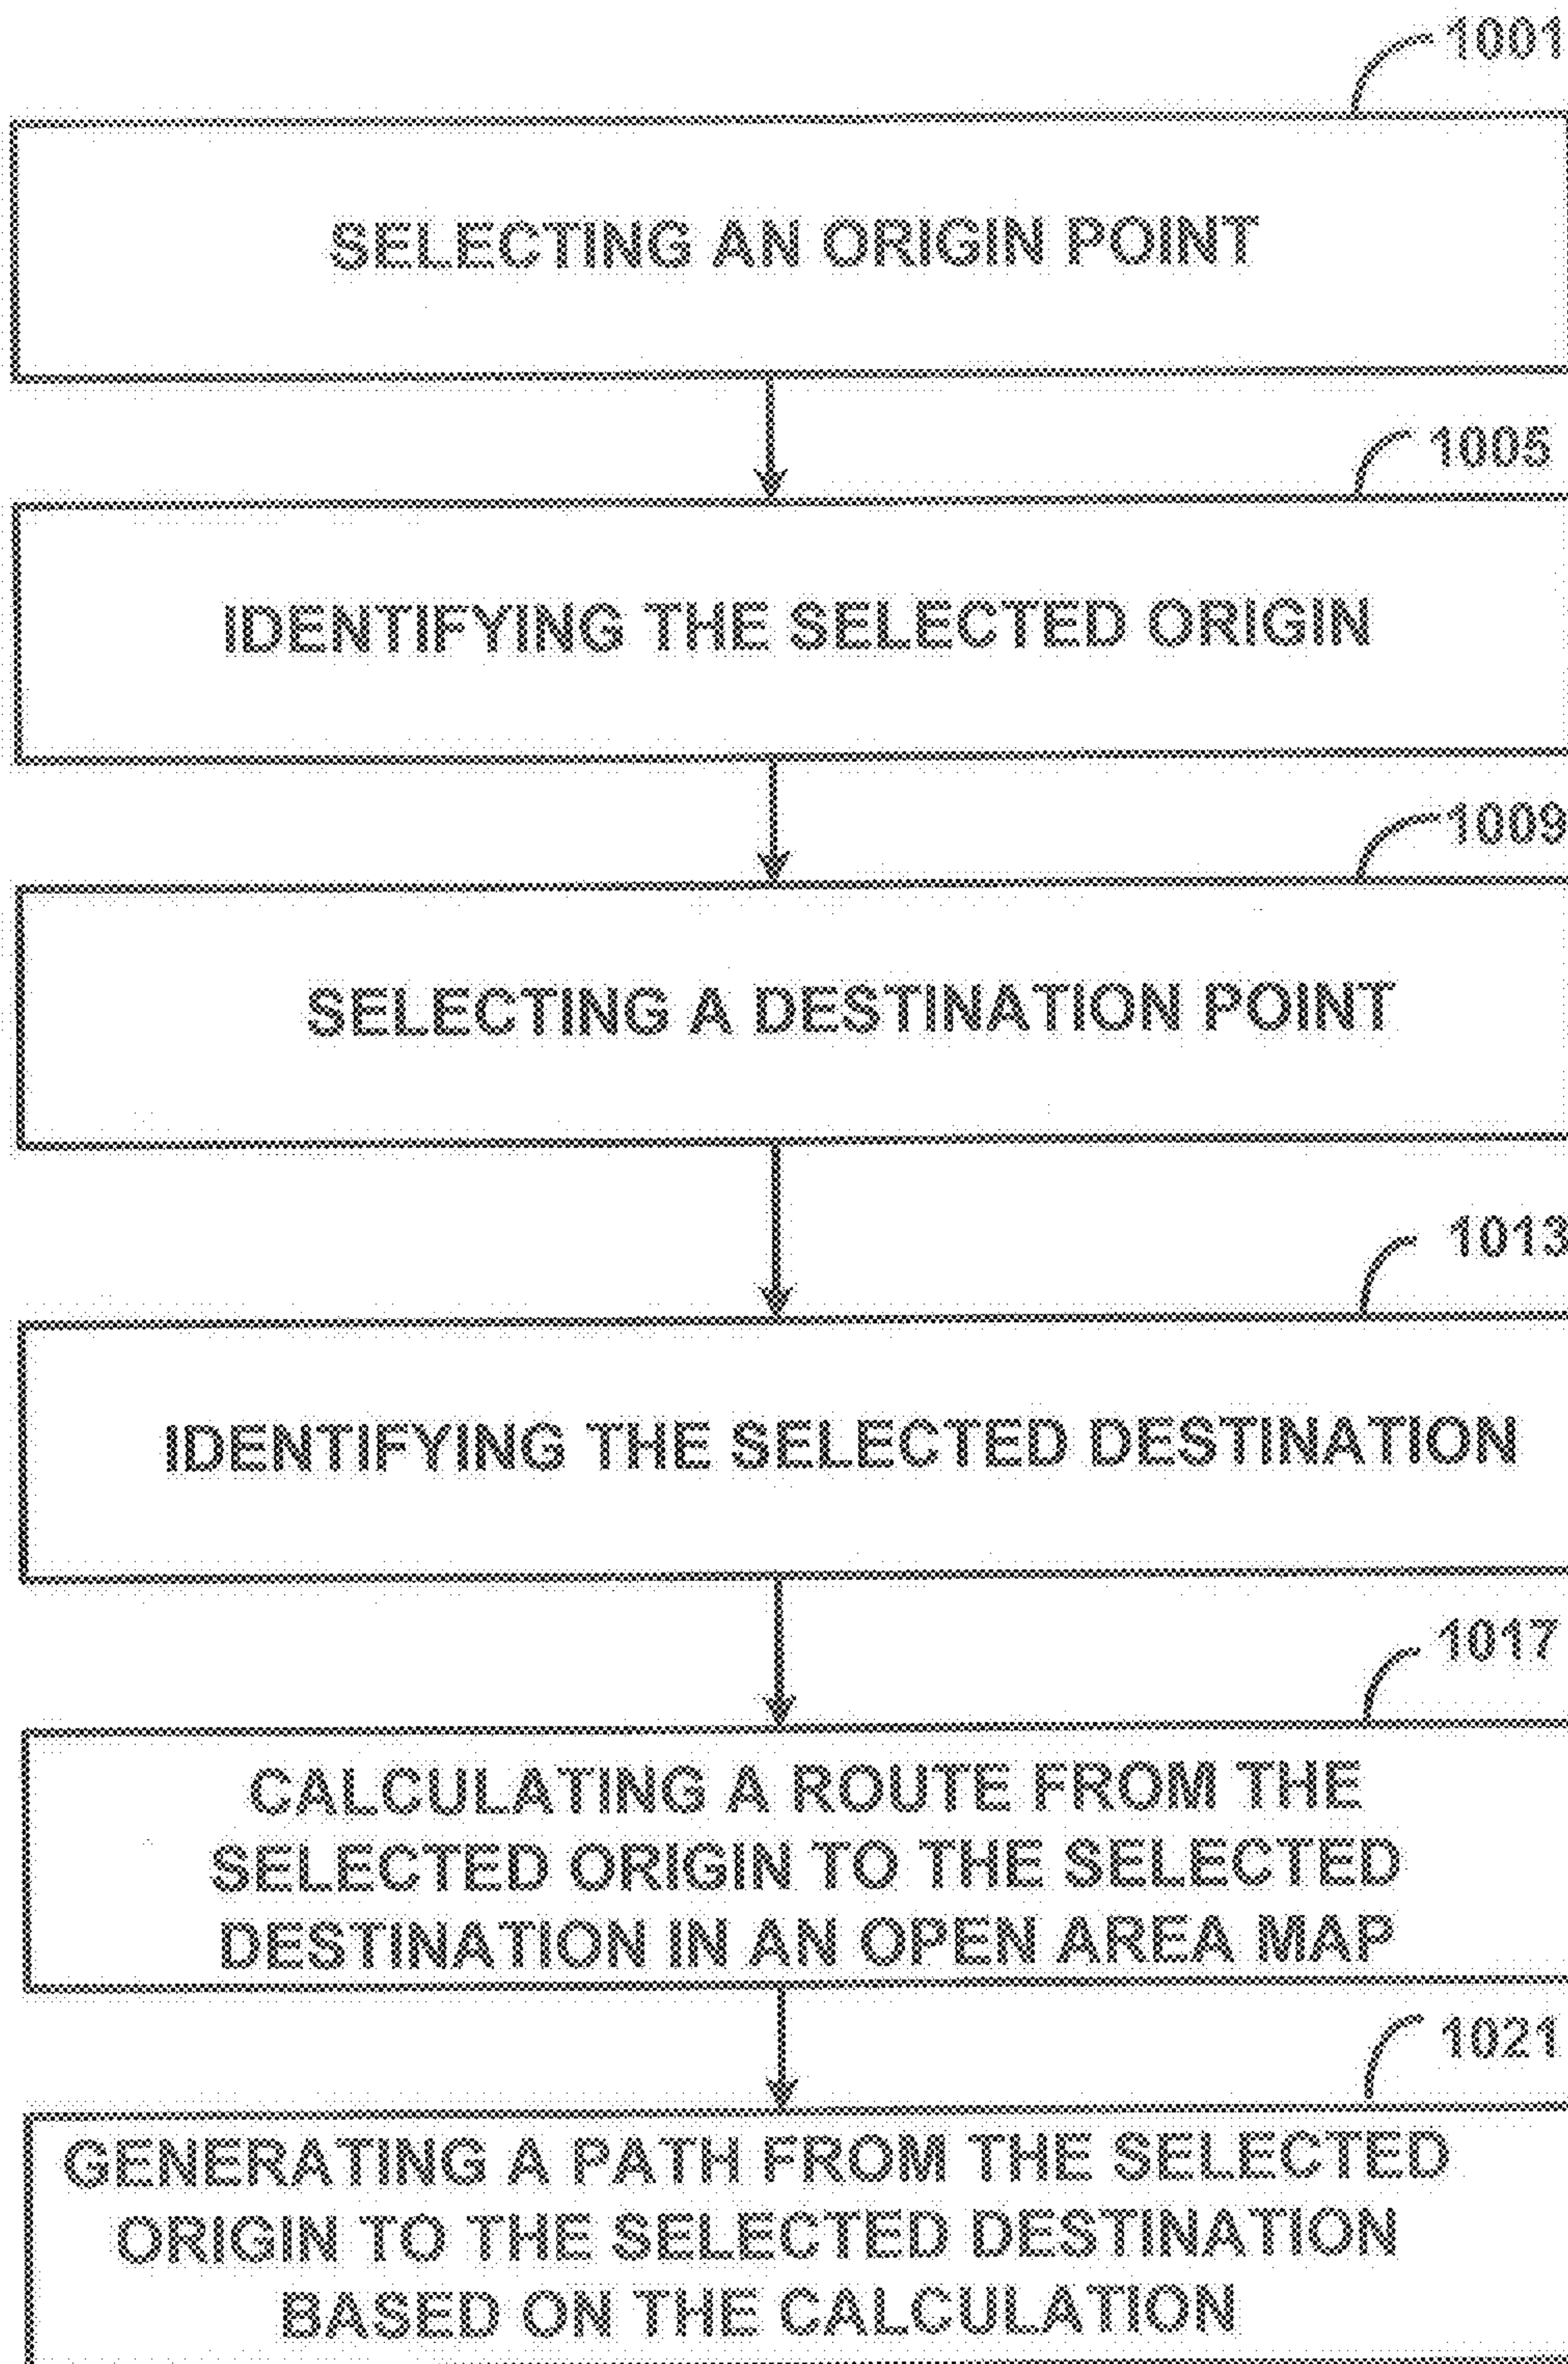 1001
SELECTING AN ORIGIN POINT
1005
IDENTIFYING THE SELECTED ORIGIN
1009
SELECTING A DESTINATION POINT
1013
IDENTIFYING THE SELECTED DESTINATION
1017
CALCULATING A ROUTE FROM THE
SELECTED ORIGIN TO THE SELECTED
DESTINATION IN AN OPEN AREA MAP
1021
GENERATING A PATH FROM THE SELECTED
ORIGIN TO THE SELECTED DESTINATION
BASED ON THE CALCULATION